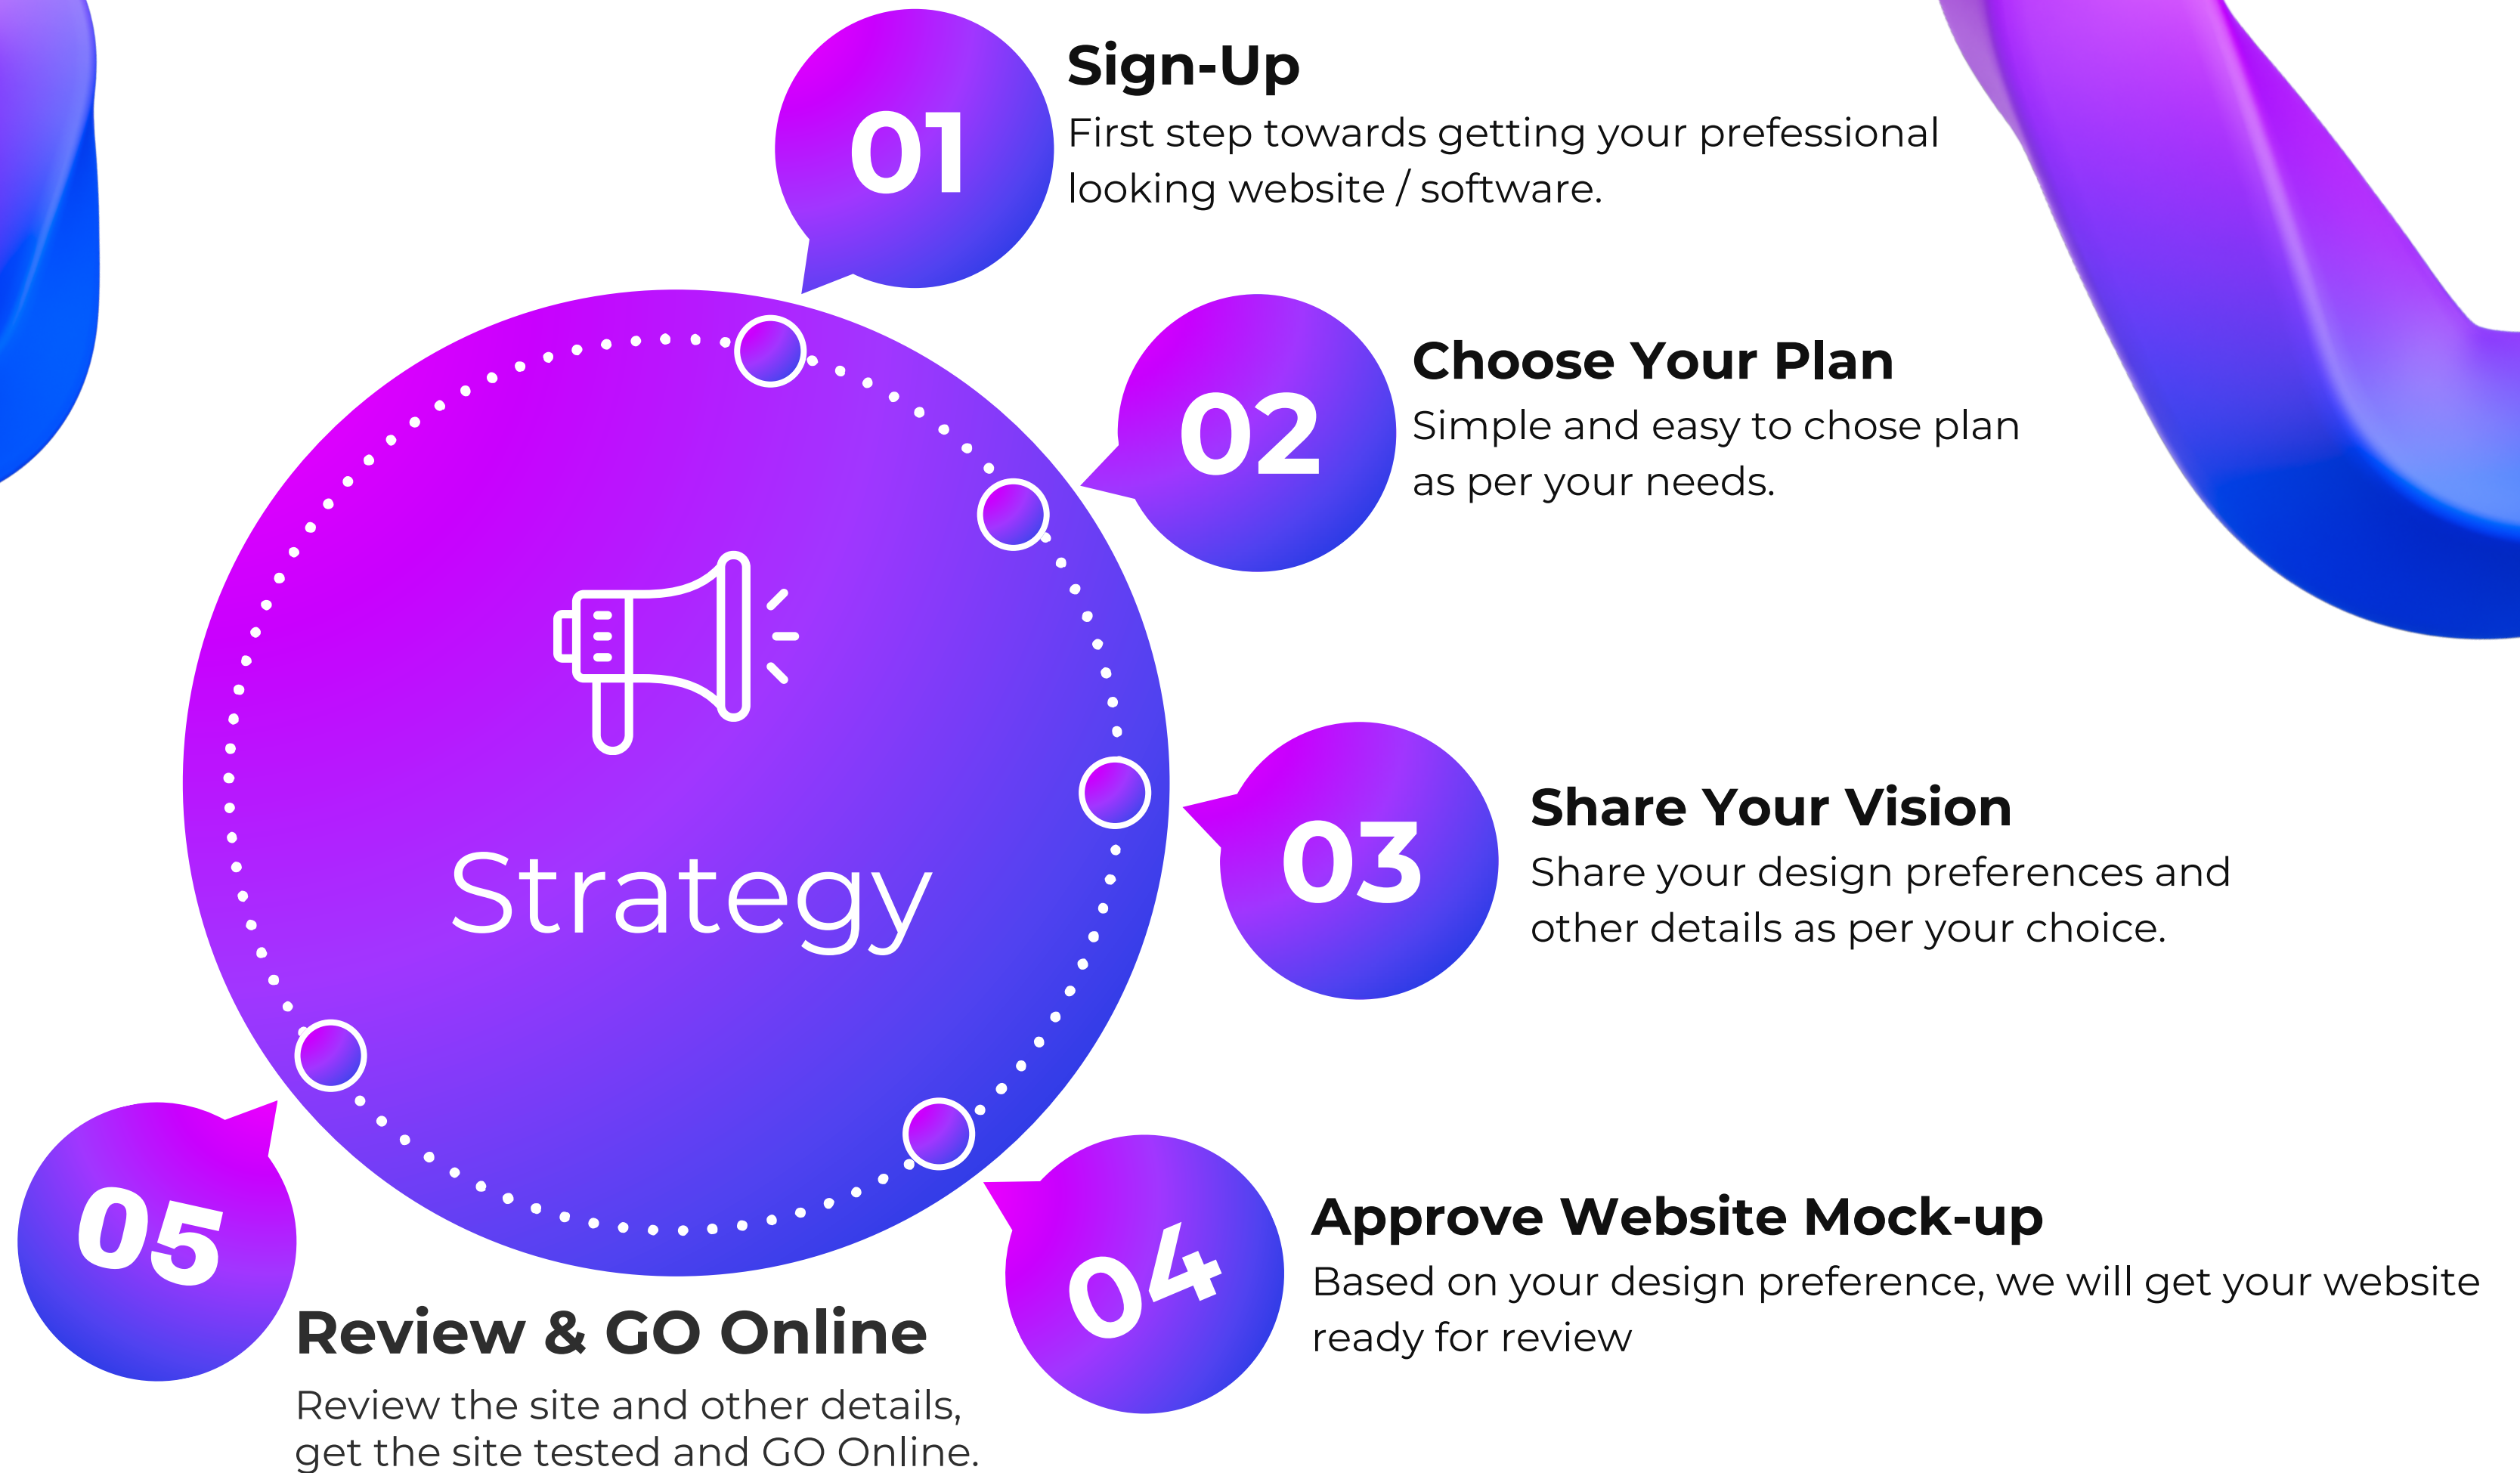 01
Sign-Up
First step towards getting your prefessional
looking website / software.
02
Choose Your Plan
Simple and easy to chose plan
as per your needs.
Strategy
03
Share Your Vision
Share your design preferences and
other details as per your choice.
04
Approve Website Mock-up
Based on your design preference, we will get your website
ready for review
05
Review & GO Online
Review the site and other details,
get the site tested and GO Online.